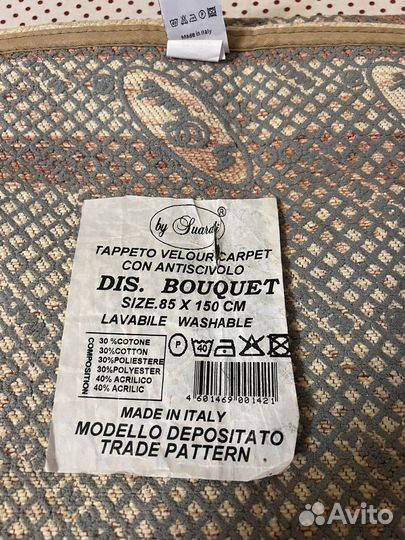 Made in Italy
by Suardi ®
TAPPETO VELOUR CARPET
CON ANTISCIVOLO
DIS. BOUQUET
SIZE.85 X 150 CM
LAVABILE WASHABLE
COMPOSITION
30 %COTONE
30%COTTON
30%POLIESTERE
30%POLYESTER
40% ACRILICO
40% ACRILIC
P
40
4 601469 001421
MADE IN ITALY
MODELLO DEPOSITATO
TRADE PATTERN
Avito